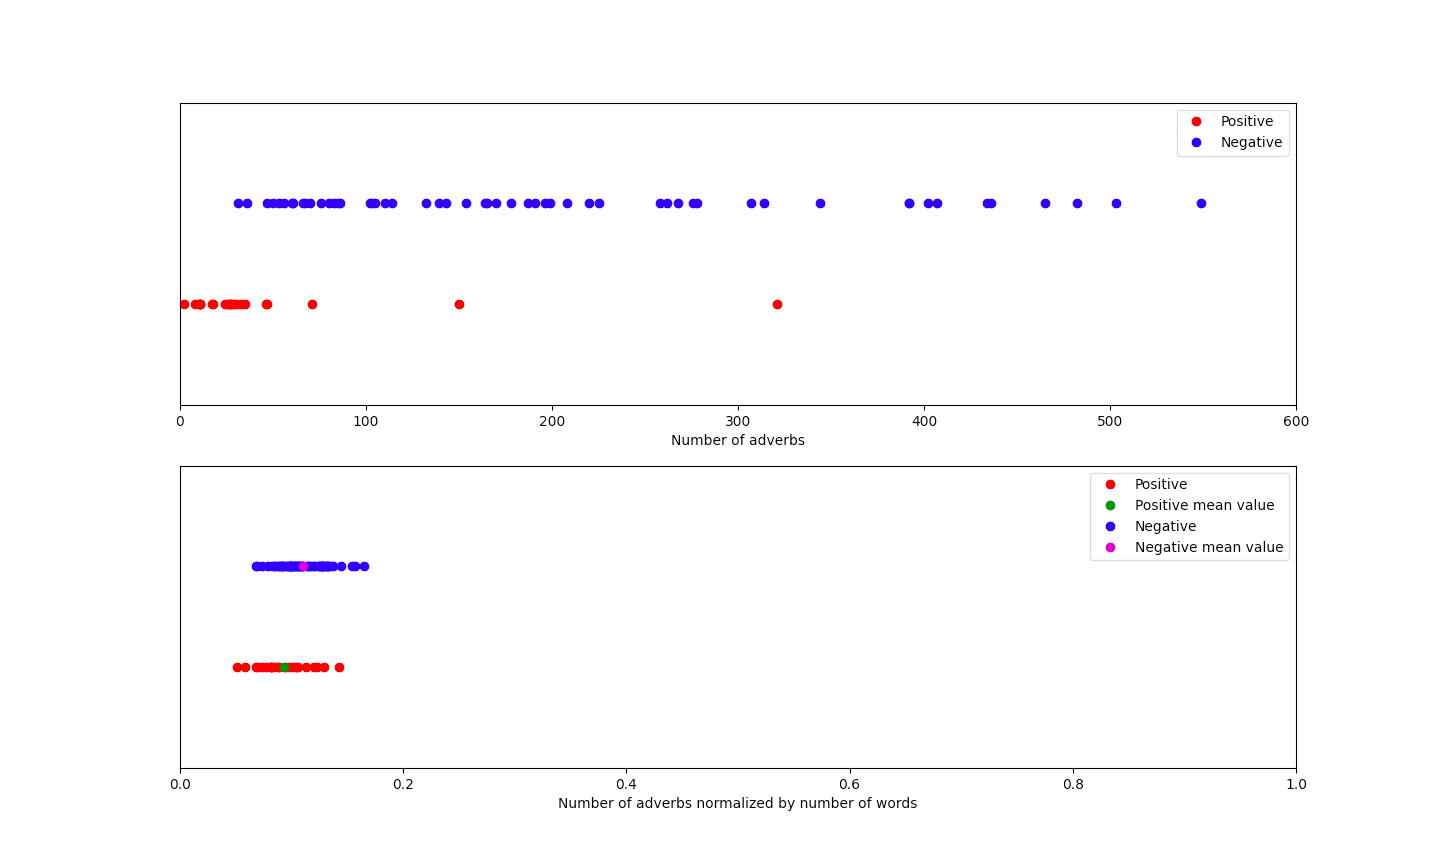 Positive
Negative
0 100 200 300 400 500 600
Number of adverbs
Positive
Positive mean value
Negative
Negative mean value
0.0 0.2 0.4 0.6 0.8 1.0
Number of adverbs normalized by number of words